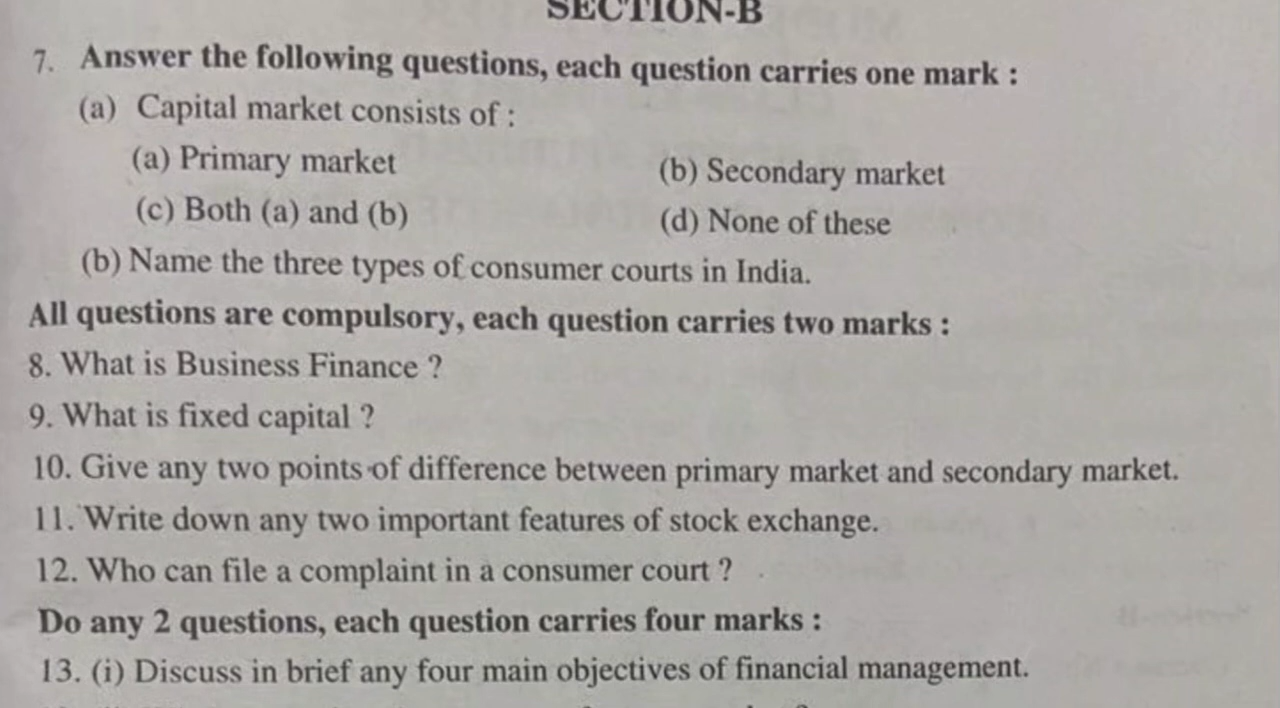 SECTION-B
7. Answer the following questions, each question carries one mark :
(a) Capital market consists of :
(a) Primary market (b) Secondary market
(c) Both (a) and (b) (d) None of these
(b) Name the three types of consumer courts in India.
All questions are compulsory, each question carries two marks :
8. What is Business Finance ?
9. What is fixed capital ?
10. Give any two points of difference between primary market and secondary market.
11. Write down any two important features of stock exchange.
12. Who can file a complaint in a consumer court ?
Do any 2 questions, each question carries four marks :
13. (i) Discuss in brief any four main objectives of financial management.